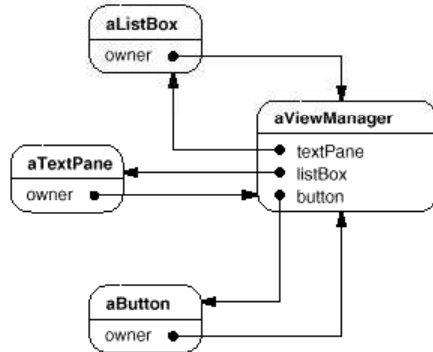 aListBox
owner
aViewManager
textPane
listBox
button
aTextPane
owner
aButton
owner